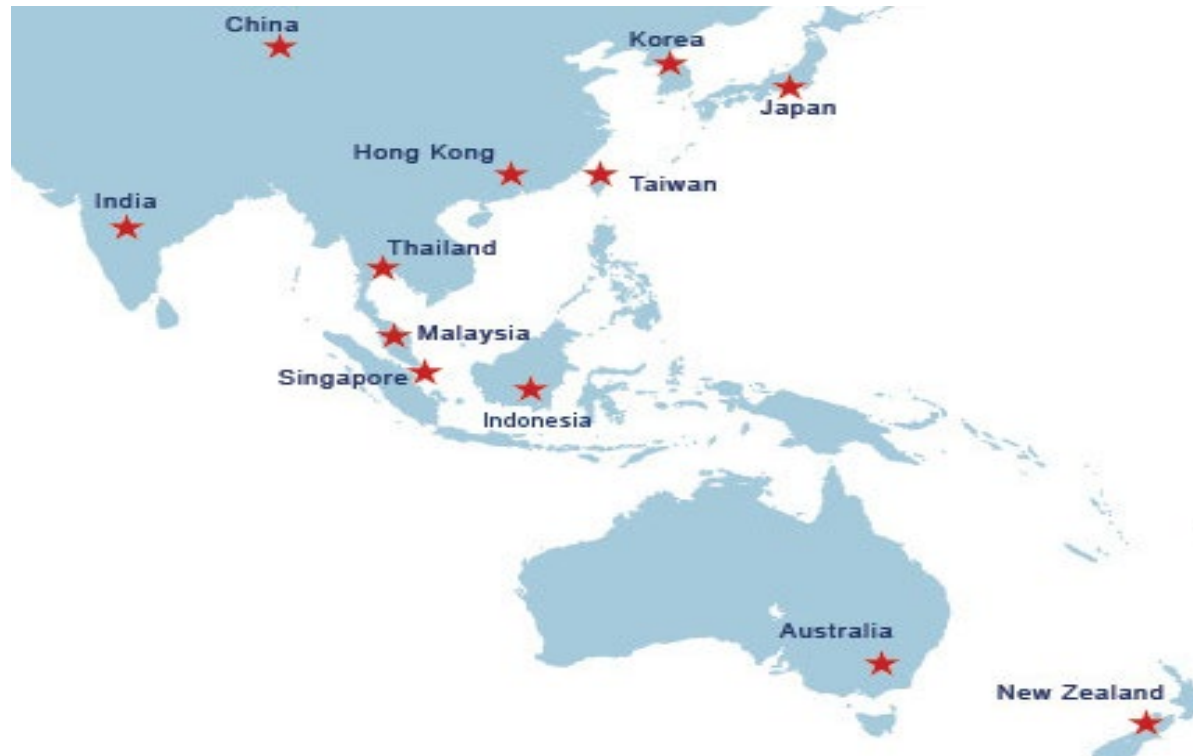 China
Korea
Japan
Hong Kong
Taiwan
India
Thailand
Malaysia
Singapore
Indonesia
Australia
New Zealand